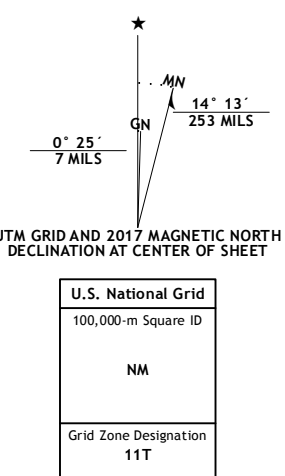 ★
MN
14° 13´
253 MILS
GN
0° 25´
7 MILS
UTM GRID AND 2017 MAGNETIC NORTH
DECLINATION AT CENTER OF SHEET
U.S. National Grid
100,000-m Square ID
NM
Grid Zone Designation
11T